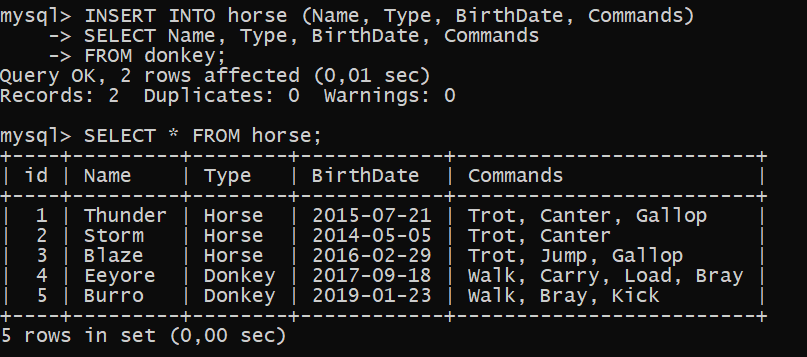 mysql> INSERT INTO horse (Name, Type, BirthDate, Commands)
    -> SELECT Name, Type, BirthDate, Commands
    -> FROM donkey;
Query OK, 2 rows affected (0,01 sec)
Records: 2  Duplicates: 0  Warnings: 0

mysql> SELECT * FROM horse;
+----+---------+--------+------------+-------------------------+
| id | Name    | Type   | BirthDate  | Commands                |
+----+---------+--------+------------+-------------------------+
|  1 | Thunder | Horse  | 2015-07-21 | Trot, Canter, Gallop    |
|  2 | Storm   | Horse  | 2014-05-05 | Trot, Canter            |
|  3 | Blaze   | Horse  | 2016-02-29 | Trot, Jump, Gallop      |
|  4 | Eeyore  | Donkey | 2017-09-18 | Walk, Carry, Load, Bray |
|  5 | Burro   | Donkey | 2019-01-23 | Walk, Bray, Kick        |
+----+---------+--------+------------+-------------------------+
5 rows in set (0,00 sec)